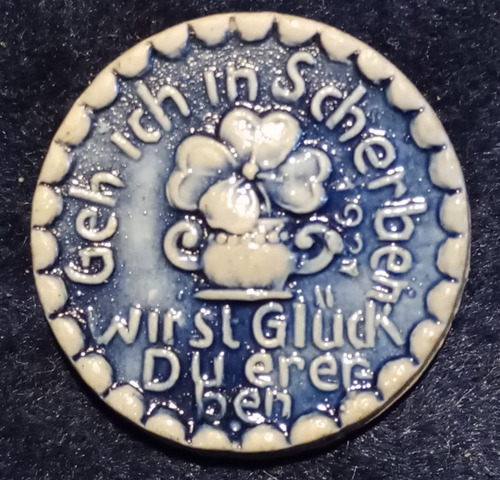 Geh ich in Scherben
wirst Glück
Du erer
ben